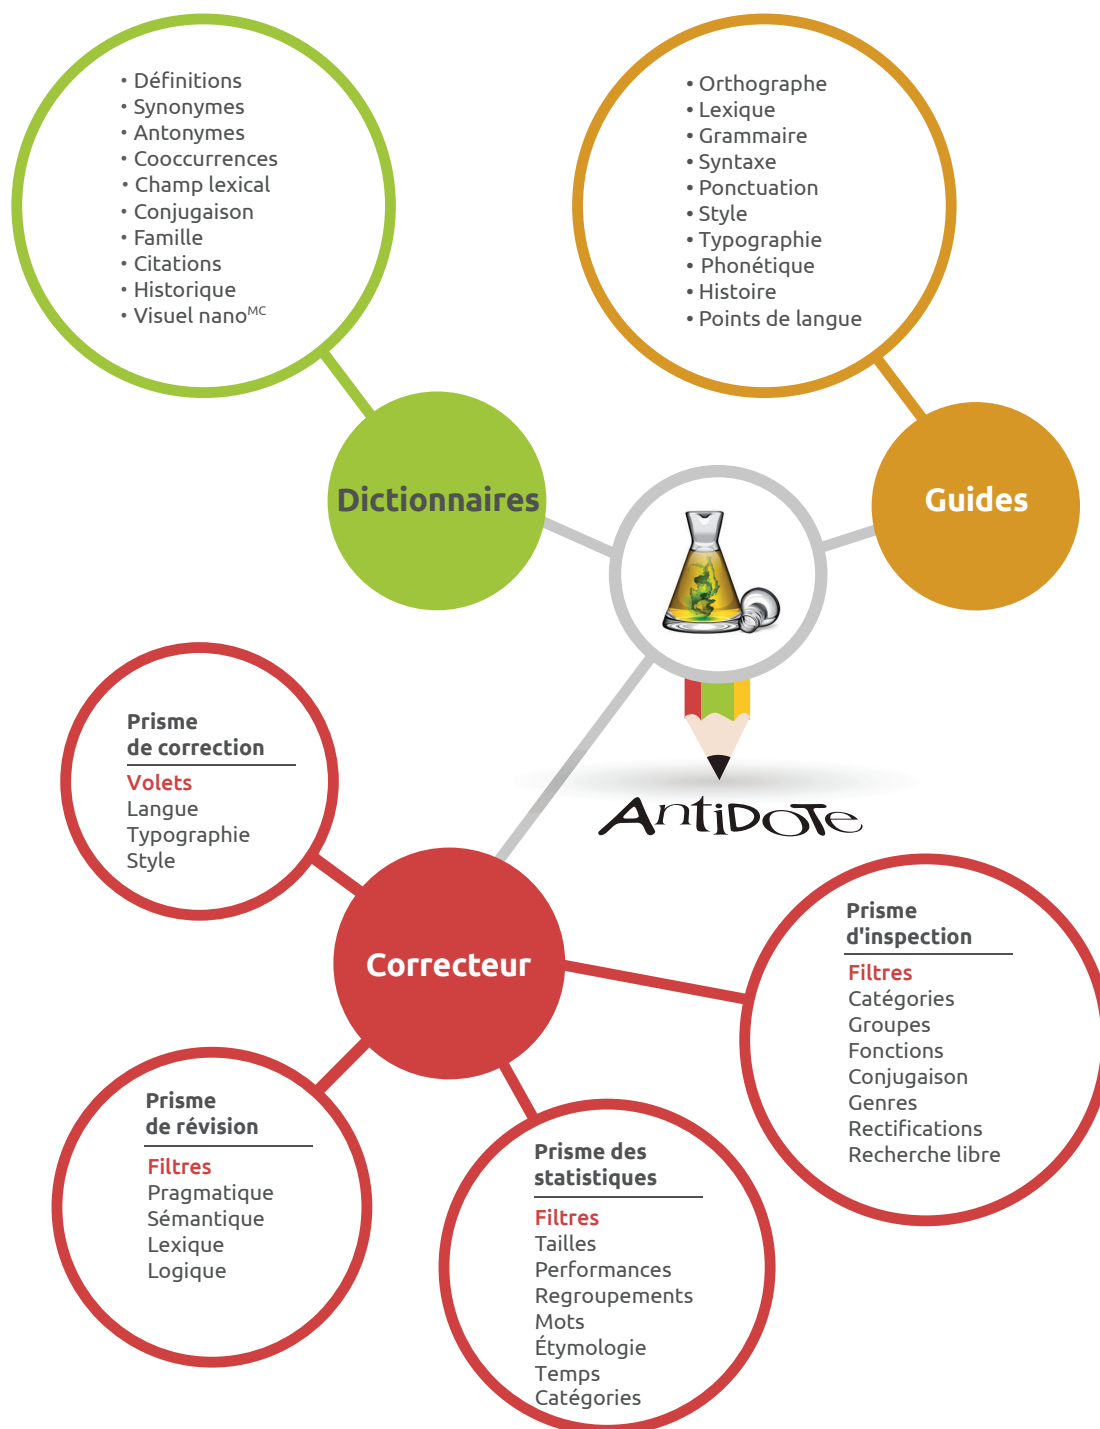 • Définitions
• Synonymes
• Antonymes
• Cooccurrences
• Champ lexical
• Conjugaison
• Famille
• Citations
• Historique
• Visuel nanoMC
• Orthographe
• Lexique
• Grammaire
• Syntaxe
• Ponctuation
• Style
• Typographie
• Phonétique
• Histoire
• Points de langue
Dictionnaires
Guides
AntiDoTe
Prisme
de correction
Volets
Langue
Typographie
Style
Correcteur
Prisme
d'inspection
Filtres
Catégories
Groupes
Fonctions
Conjugaison
Genres
Rectifications
Recherche libre
Prisme
de révision
Filtres
Pragmatique
Sémantique
Lexique
Logique
Prisme des
statistiques
Filtres
Tailles
Performances
Regroupements
Mots
Étymologie
Temps
Catégories